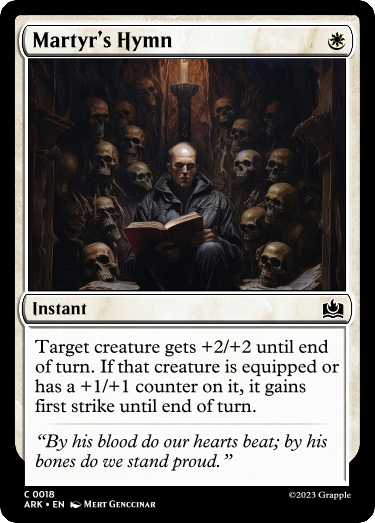 Martyr's Hymn
Instant
Target creature gets +2/+2 until end
of turn. If that creature is equipped or
has a +1/+1 counter on it, it gains
first strike until end of turn.
“By his blood do our hearts beat; by his
bones do we stand proud.”
C 0018
ARK • EN Mert Genccinar
©2023 Grapple